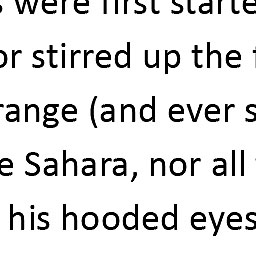 were first starte
or stirred up the
range (and ever s
e Sahara, nor all
his hooded eyes